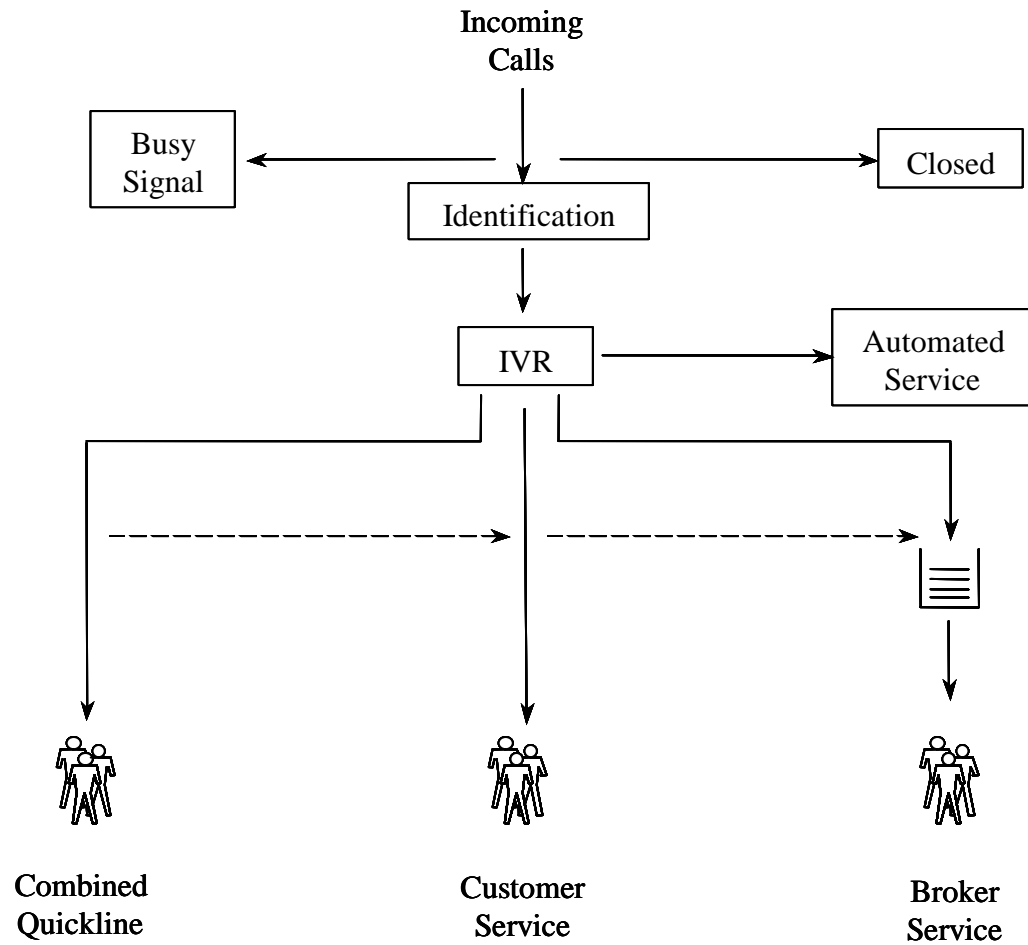 Incoming
Calls
Busy
Signal
Closed
Identification
IVR
Automated
Service
Combined
Quickline
Customer
Service
Broker
Service